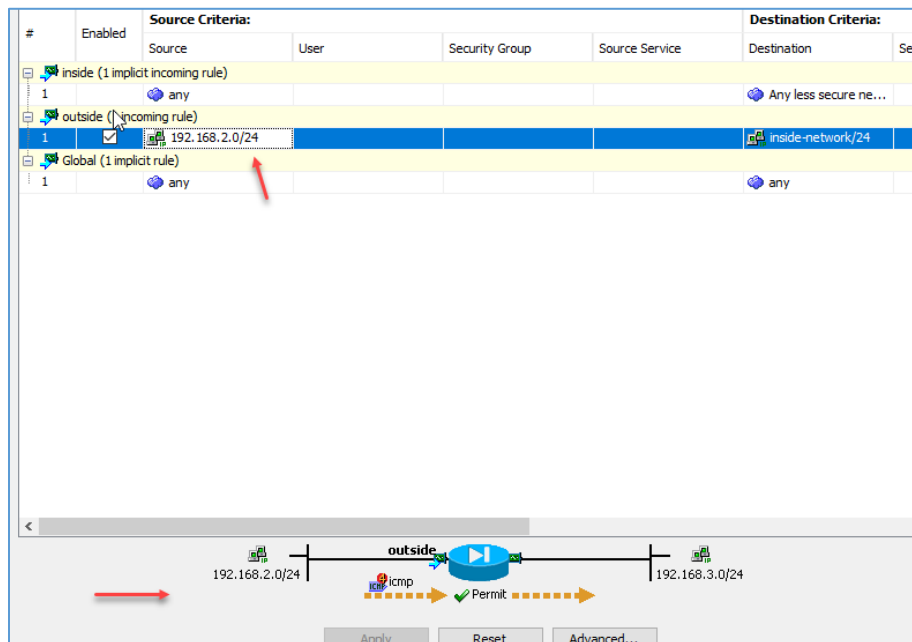 Source Criteria: Destination Criteria:
# Enabled Source User Security Group Source Service Destination Se
inside (1 implicit incoming rule)
1 any Any less secure ne...
outside ( incoming rule)
1 192.168.2.0/24 inside-network/24
Global (1 implicit rule)
1 any any
outside
192.168.2.0/24 192.168.3.0/24
icmp
Permit
Apply Reset Advanced...